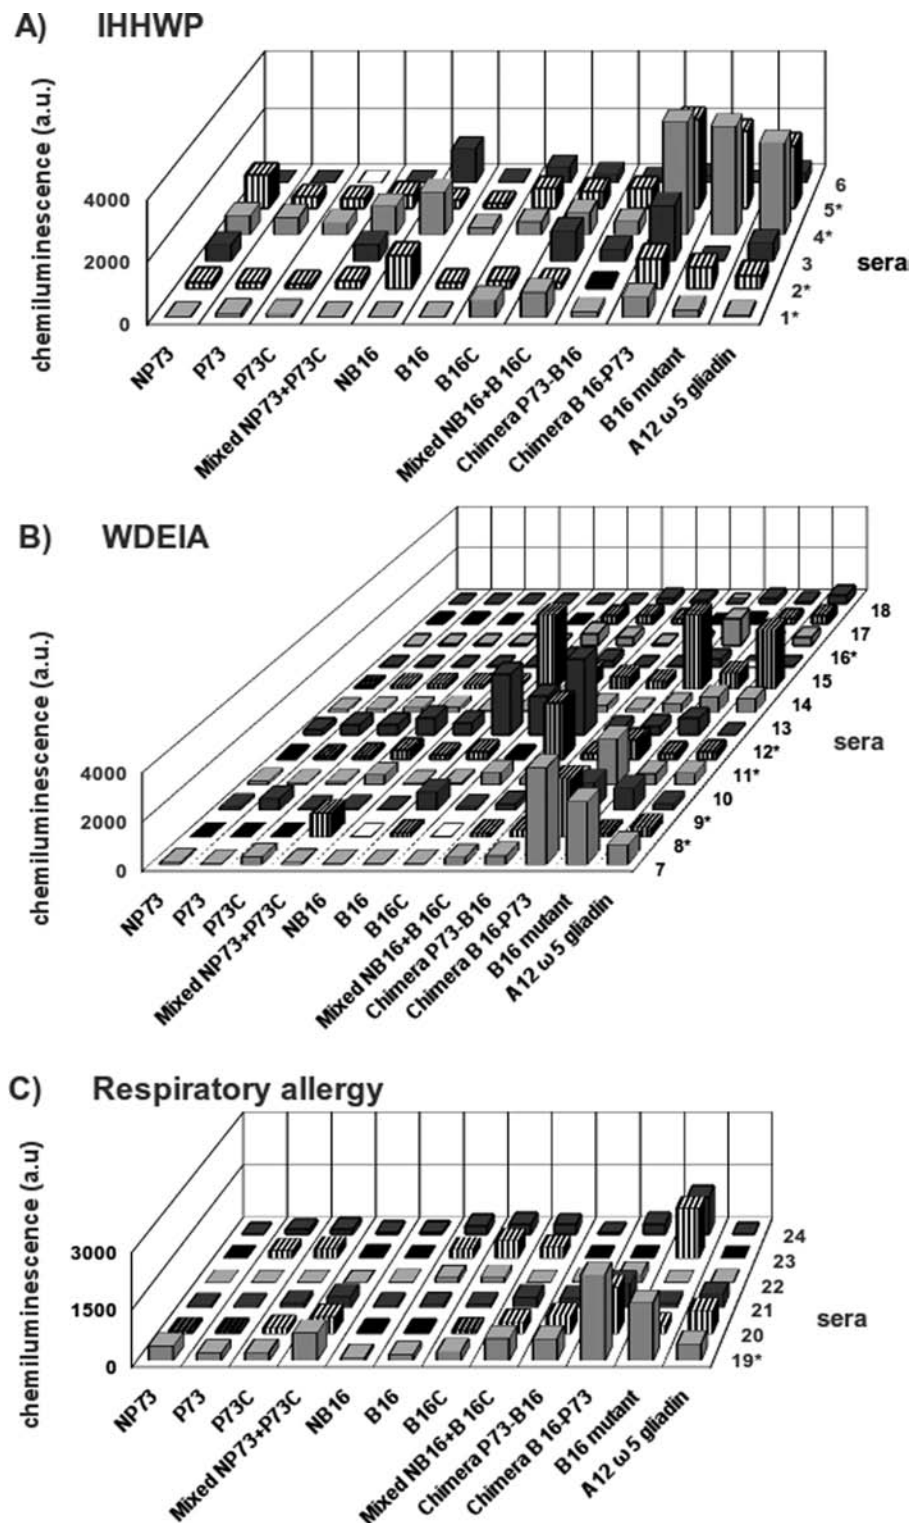 A) IHHWP
chemiluminescence (a.u.)
4000
2000
0
6
5*
4*
3
2*
1*
sera
NP73
P73
P73C
Mixed NP73+P73C
NB16
B16
B16C
Mixed NB16+B16C
Chimera P73-B16
Chimera B16-P73
B16 mutant
A12 ω5 gliadin
B) WDEIA
chemiluminescence (a.u.)
4000
2000
0
18
17
16*
15
14
13
12*
11*
10
9*
8*
7
sera
NP73
P73
P73C
Mixed NP73+P73C
NB16
B16
B16C
Mixed NB16+B16C
Chimera P73-B16
Chimera B16-P73
B16 mutant
A12 ω5 gliadin
C) Respiratory allergy
chemiluminescence (a.u)
3000
1500
0
24
23
22
21
20
19*
sera
NP73
P73
P73C
Mixed NP73+P73C
NB16
B16
B16C
Mixed NB16+B16C
Chimera P73-B16
Chimera B16-P73
B16 mutant
A12 ω5 gliadin